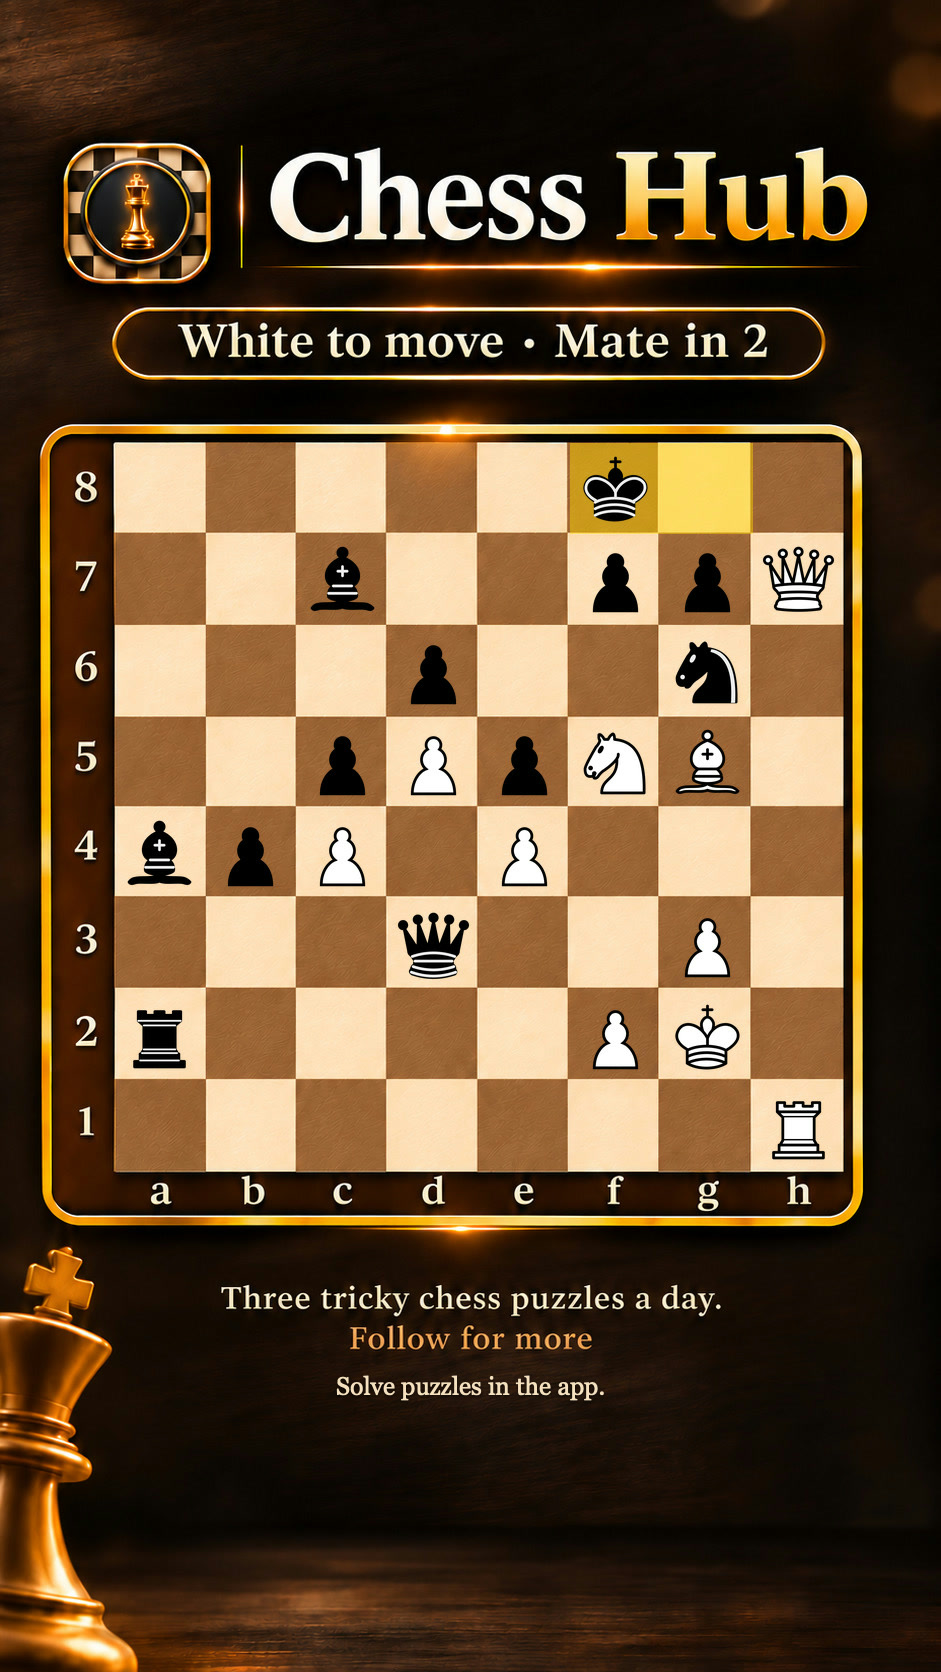 Chess Hub
White to move · Mate in 2
8
7
6
5
4
3
2
1
a b c d e f g h
Three tricky chess puzzles a day.
Follow for more
Solve puzzles in the app.